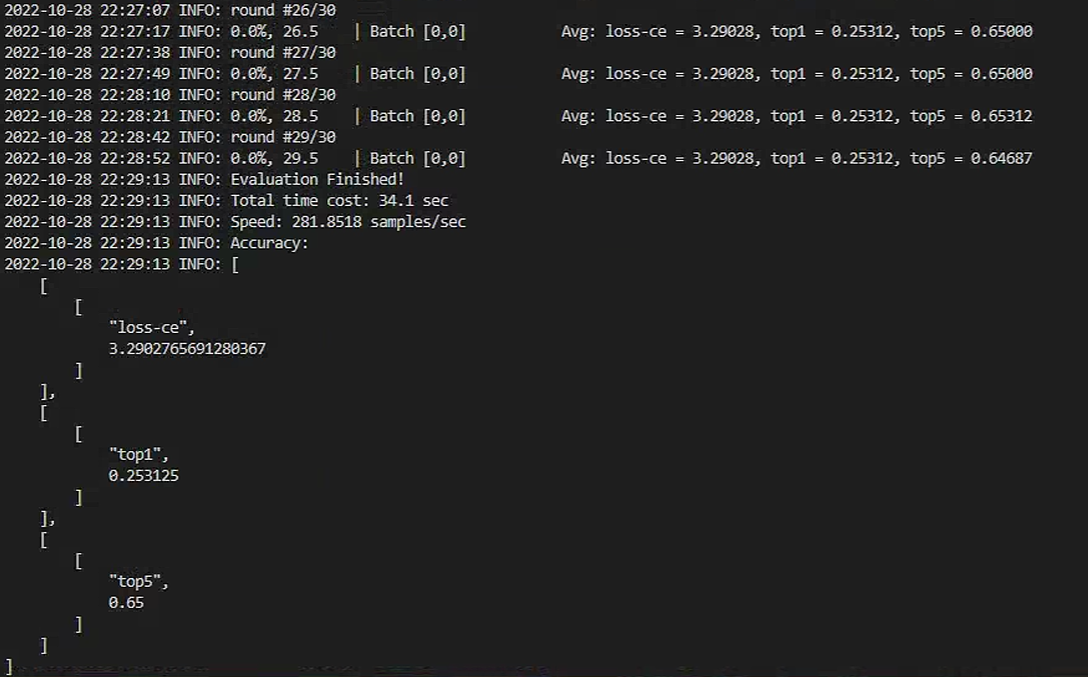 2022-10-28 22:27:07 INFO: round #26/30
2022-10-28 22:27:17 INFO: 0.0%, 26.5 | Batch [0,0] Avg: loss-ce = 3.29028, top1 = 0.25312, top5 = 0.65000
2022-10-28 22:27:38 INFO: round #27/30
2022-10-28 22:27:49 INFO: 0.0%, 27.5 | Batch [0,0] Avg: loss-ce = 3.29028, top1 = 0.25312, top5 = 0.65000
2022-10-28 22:28:10 INFO: round #28/30
2022-10-28 22:28:21 INFO: 0.0%, 28.5 | Batch [0,0] Avg: loss-ce = 3.29028, top1 = 0.25312, top5 = 0.65312
2022-10-28 22:28:42 INFO: round #29/30
2022-10-28 22:28:52 INFO: 0.0%, 29.5 | Batch [0,0] Avg: loss-ce = 3.29028, top1 = 0.25312, top5 = 0.64687
2022-10-28 22:29:13 INFO: Evaluation Finished!
2022-10-28 22:29:13 INFO: Total time cost: 34.1 sec
2022-10-28 22:29:13 INFO: Speed: 281.8518 samples/sec
2022-10-28 22:29:13 INFO: Accuracy:
2022-10-28 22:29:13 INFO: [
    [
        [
            "loss-ce",
            3.2902765691280367
        ]
    ],
    [
        [
            "top1",
            0.253125
        ]
    ],
    [
        [
            "top5",
            0.65
        ]
    ]
]